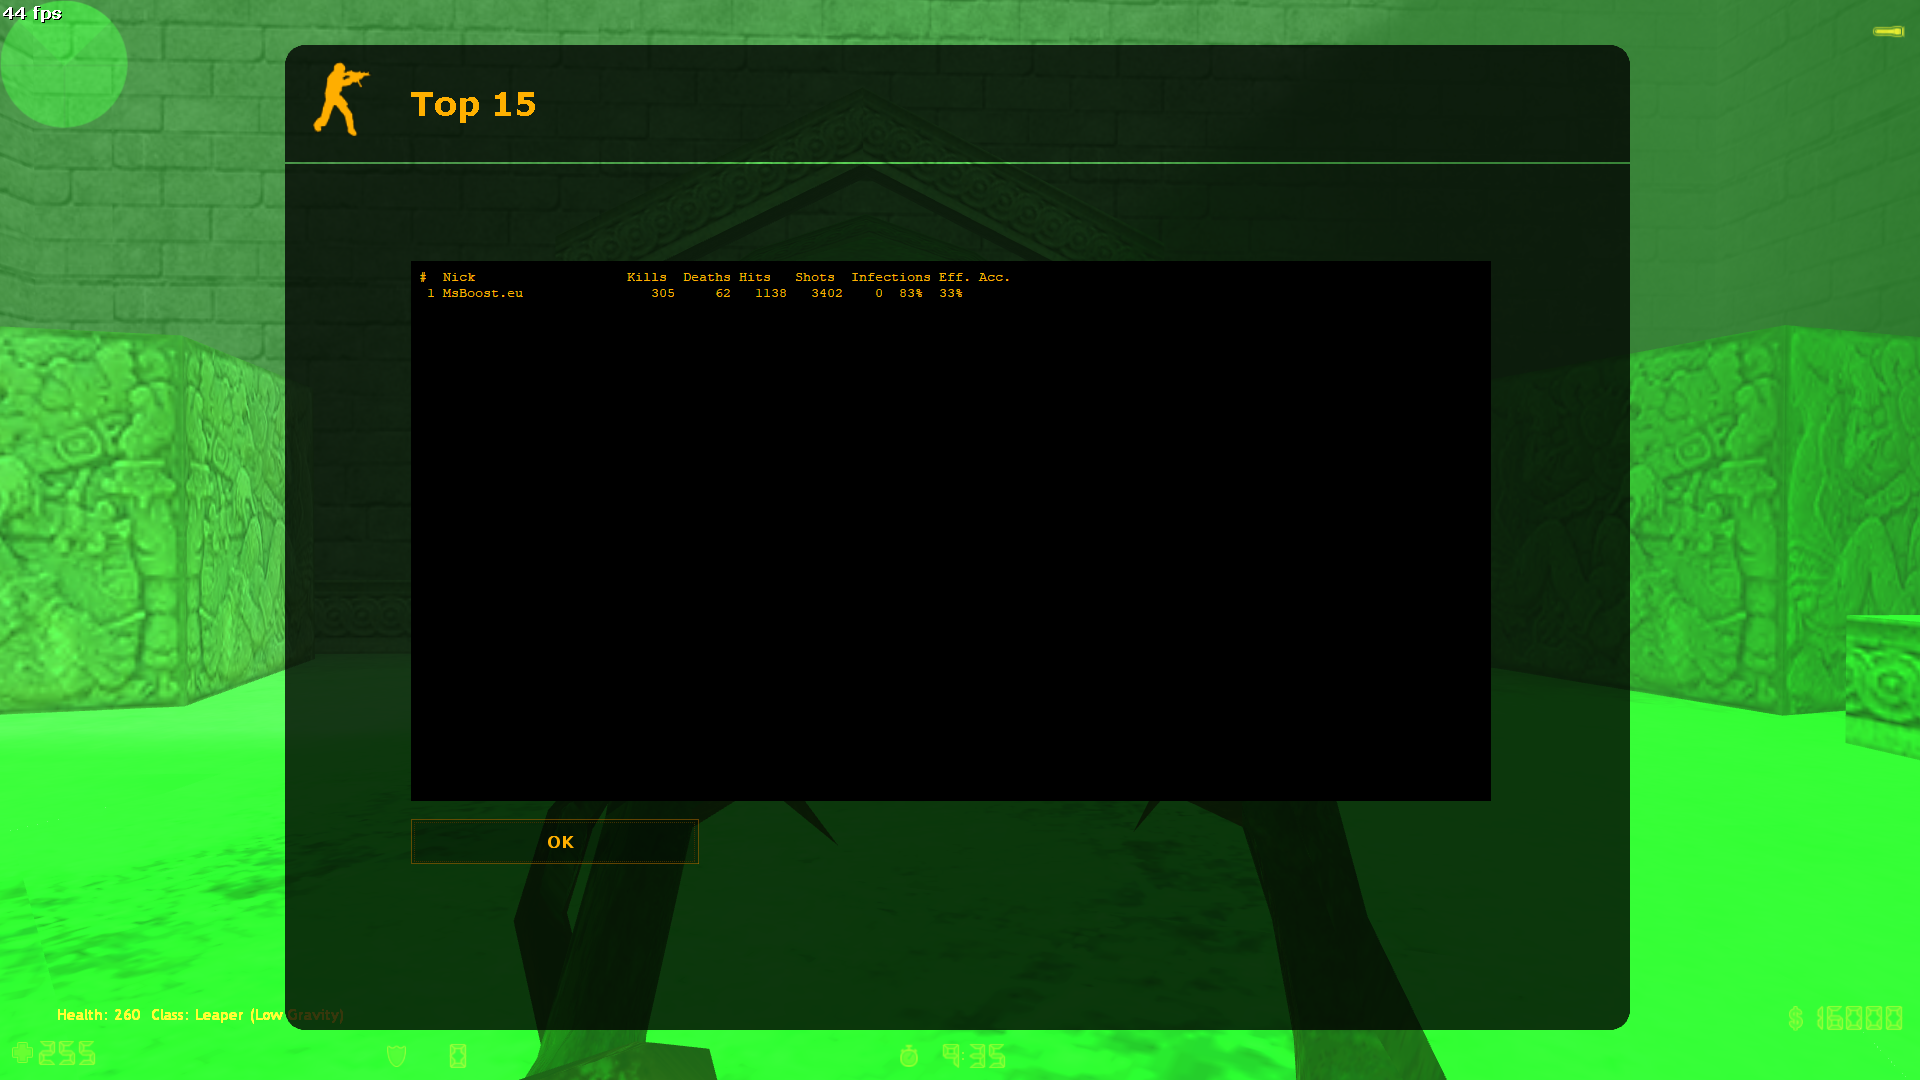 44 fps
Top 15
# Nick Kills Deaths Hits Shots Infections Eff. Acc.
1 MsBoost.eu 305 62 1138 3402 0 83% 33%
OK
Health: 260 Class: Leaper (Low Gravity)
$ 16000
255 0 9:35